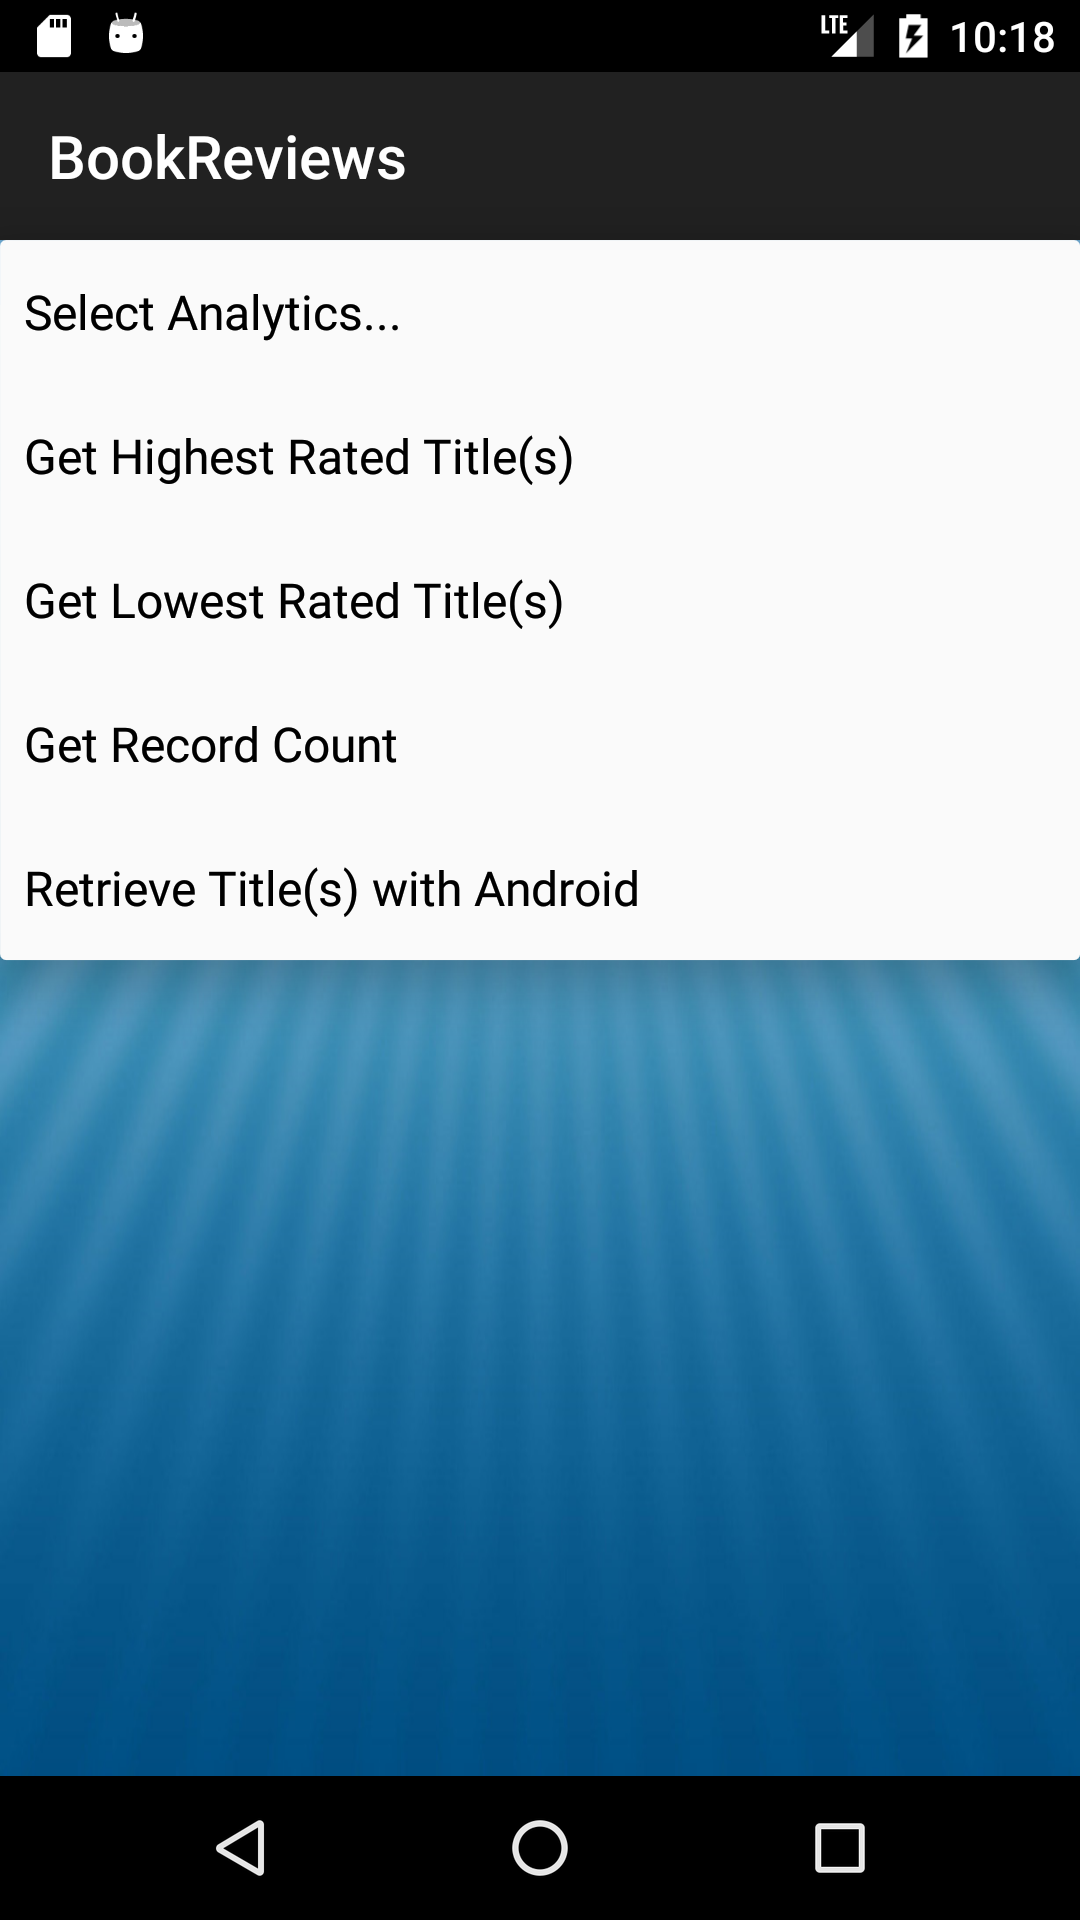 LTE 10:18
BookReviews
Select Analytics...
Get Highest Rated Title(s)
Get Lowest Rated Title(s)
Get Record Count
Retrieve Title(s) with Android